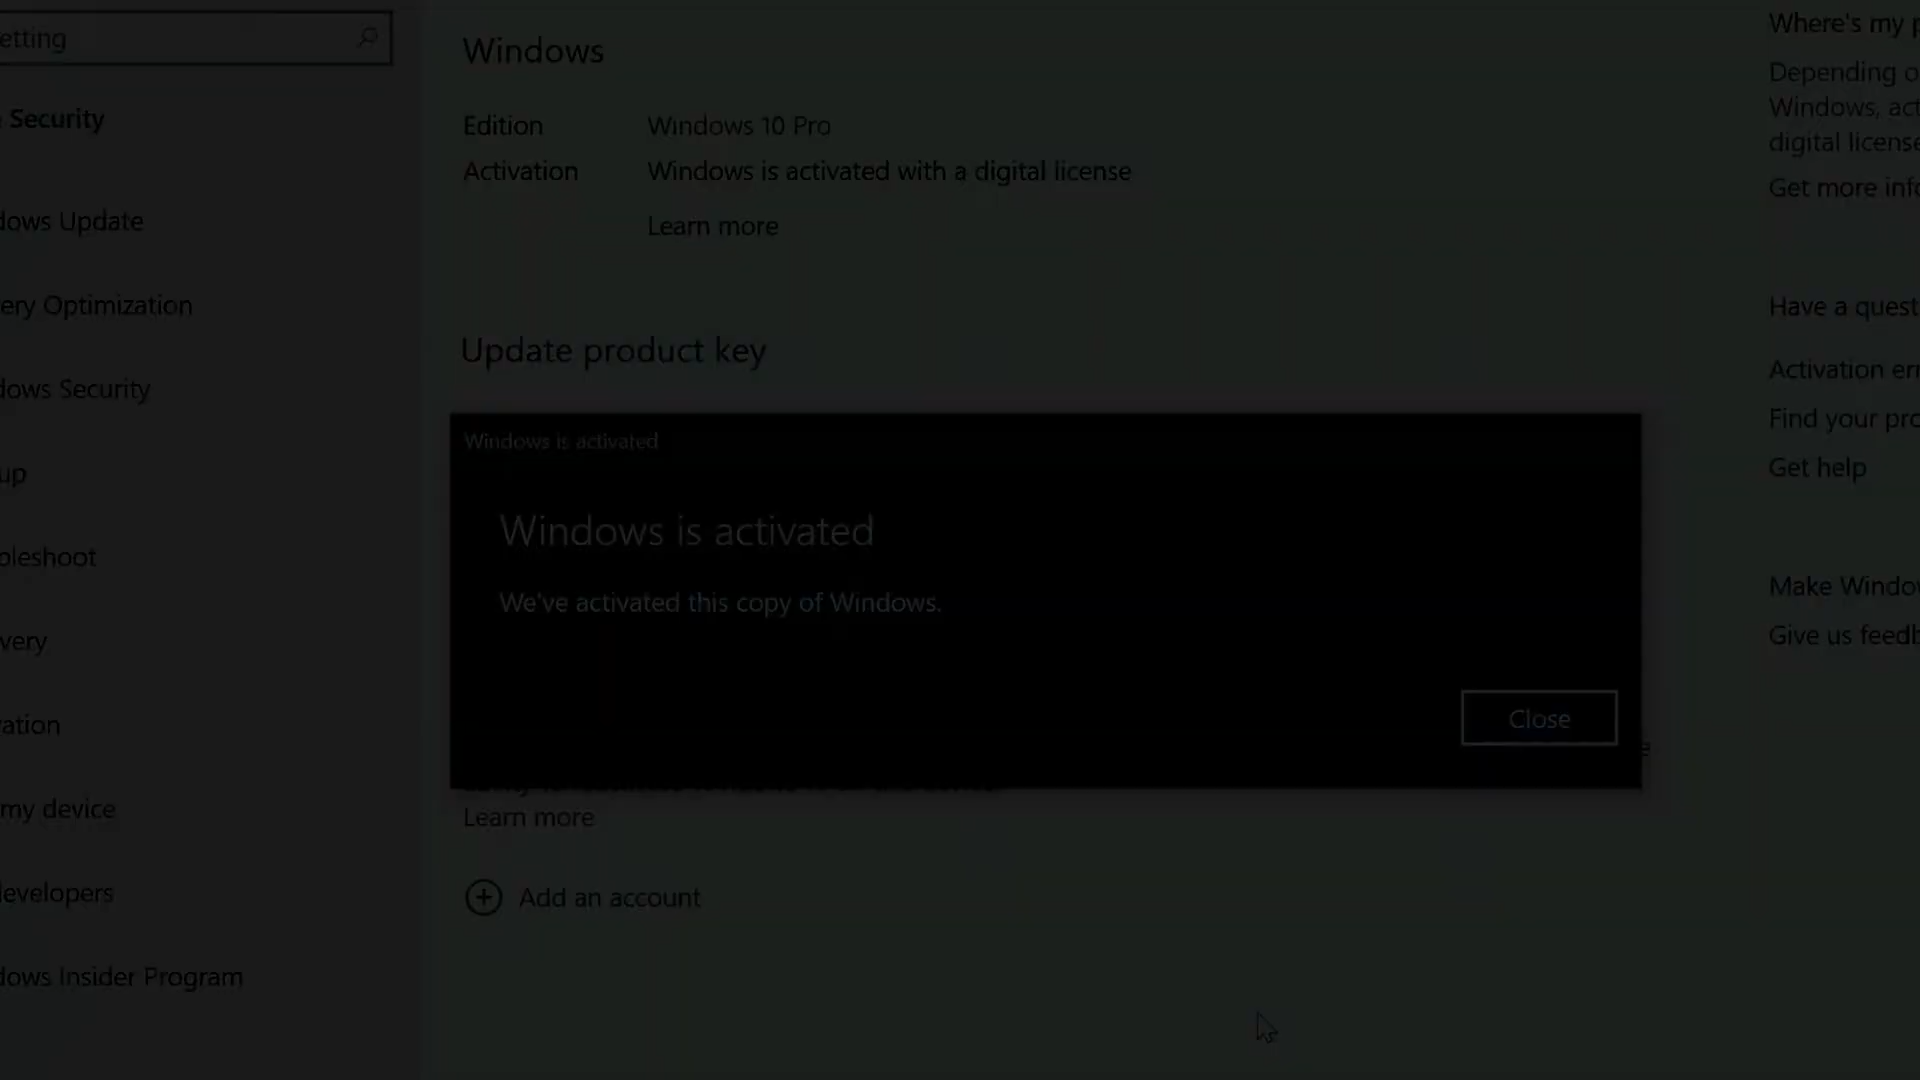 etting
Security
dows Update
ery Optimization
dows Security
up
bleshoot
very
ation
my device
developers
dows Insider Program
Windows
Edition Windows 10 Pro
Activation Windows is activated with a digital license
Learn more
Update product key
Windows is activated
Windows is activated
We've activated this copy of Windows.
Close
Learn more
Add an account
Where's my p
Depending o
Windows, act
digital license
Get more info
Have a quest
Activation err
Find your pro
Get help
Make Window
Give us feedb